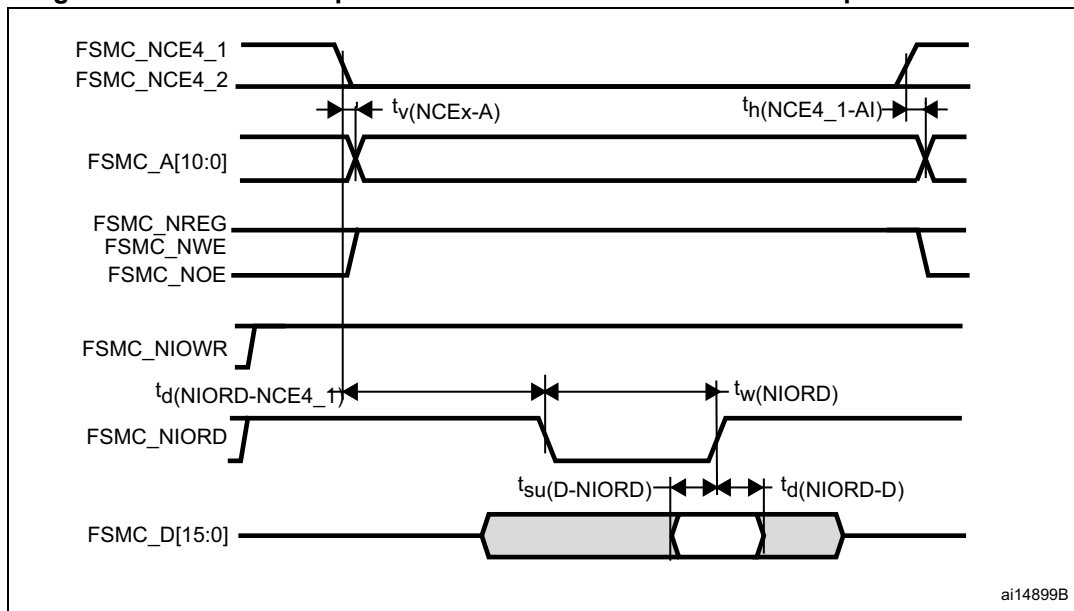 FSMC_NCE4_1
FSMC_NCE4_2
tv(NCEx-A)
th(NCE4_1-AI)
FSMC_A[10:0]
FSMC_NREG
FSMC_NWE
FSMC_NOE
FSMC_NIOWR
td(NIORD-NCE4_1)
tw(NIORD)
FSMC_NIORD
tsu(D-NIORD)
td(NIORD-D)
FSMC_D[15:0]
ai14899B